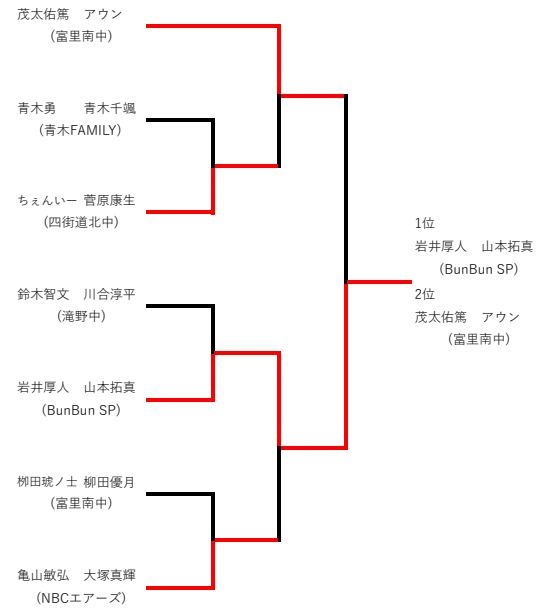 茂太佑篤　アウン
(富里南中)
青木勇　　青木千颯
(青木FAMILY)
ちぇんいー 菅原康生
(四街道北中)
鈴木智文　川合淳平
(滝野中)
岩井厚人　山本拓真
(BunBun SP)
栁田琥ノ士 柳田優月
(富里南中)
亀山敏弘　大塚真輝
(NBCエアーズ)
1位
岩井厚人　山本拓真
(BunBun SP)
2位
茂太佑篤　アウン
(富里南中)